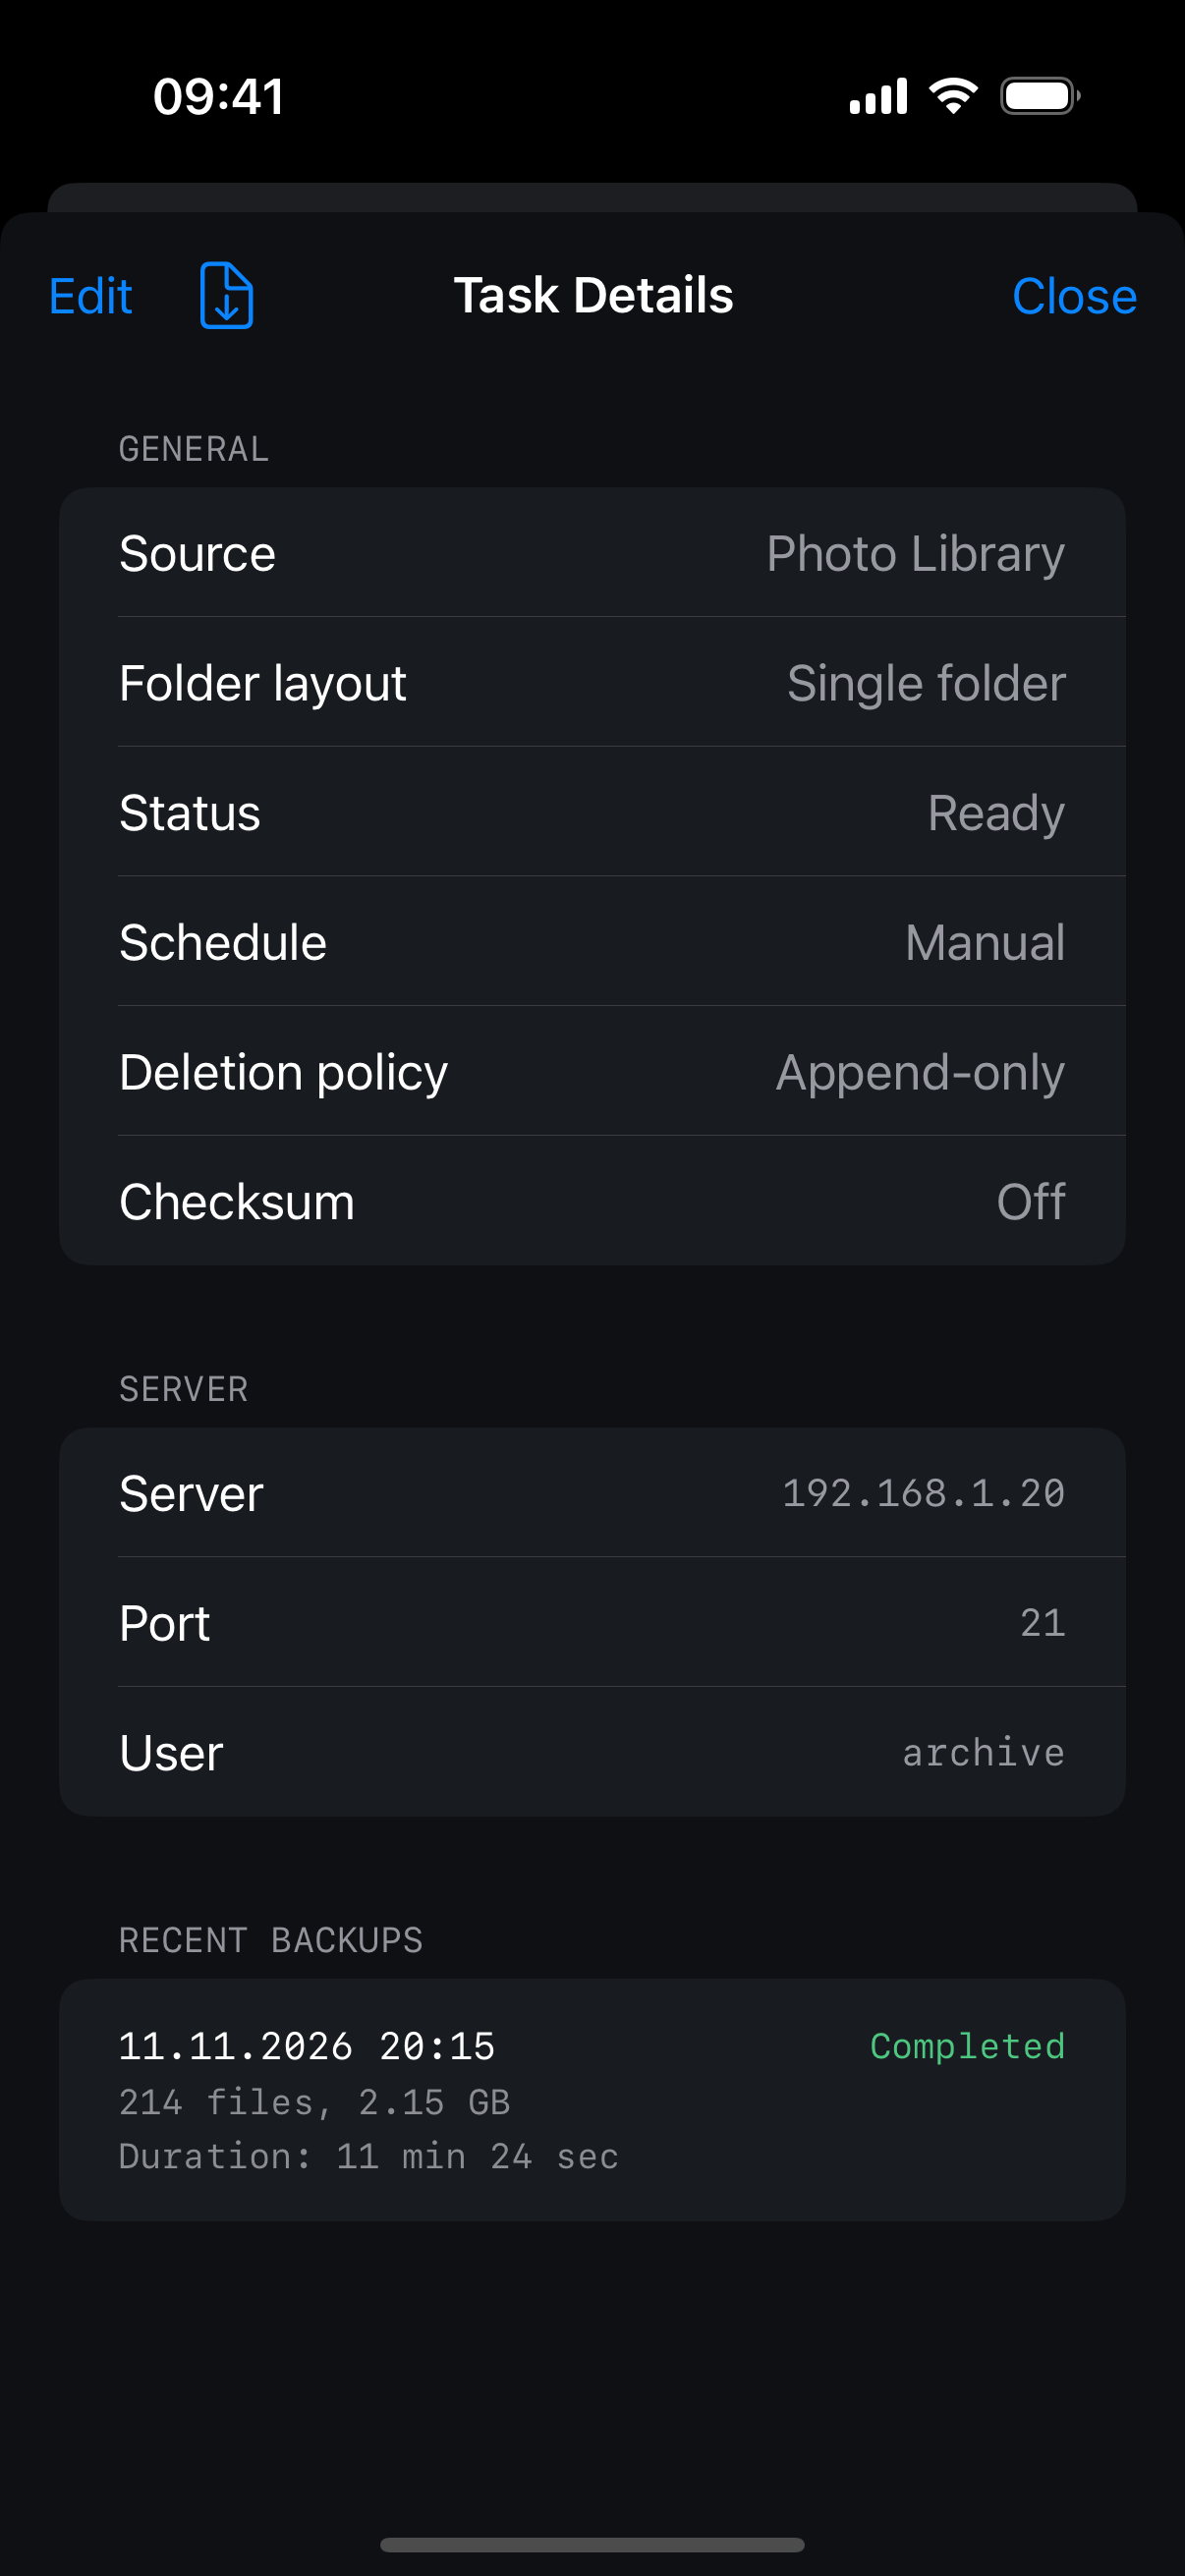 09:41
Edit
Task Details
Close
GENERAL
Source Photo Library
Folder layout Single folder
Status Ready
Schedule Manual
Deletion policy Append-only
Checksum Off
SERVER
Server 192.168.1.20
Port 21
User archive
RECENT BACKUPS
11.11.2026 20:15 Completed
214 files, 2.15 GB
Duration: 11 min 24 sec